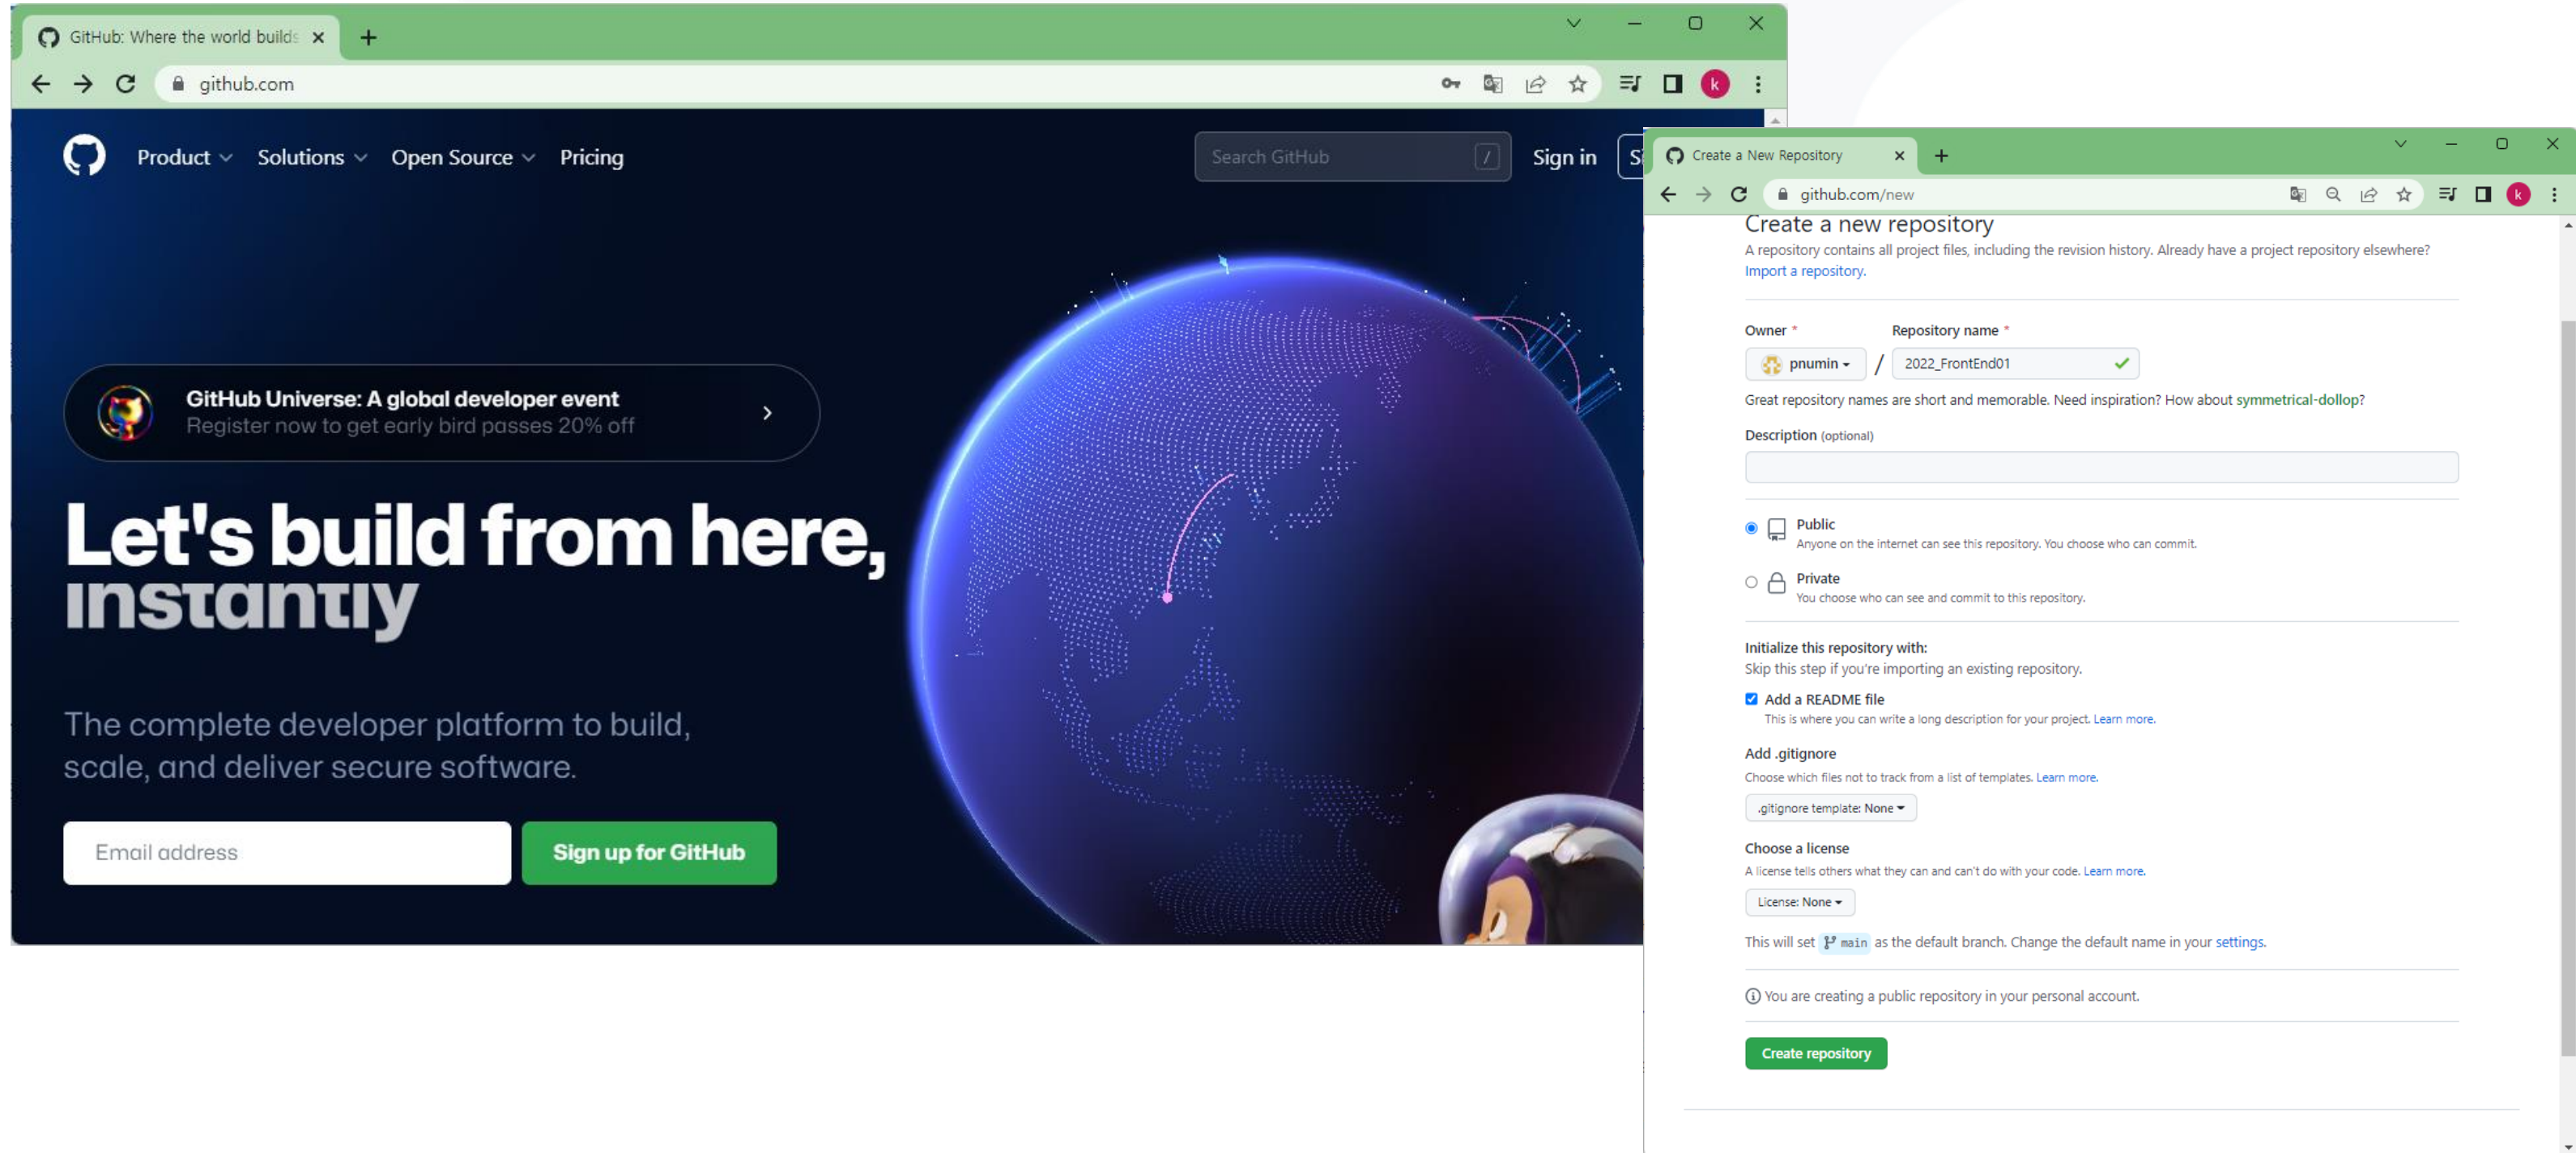 GitHub: Where the world builds
github.com
Product
Solutions
Open Source
Pricing
Search GitHub
/
Sign in
GitHub Universe: A global developer event
Register now to get early bird passes 20% off
Let's build from here,
instantly
The complete developer platform to build,
scale, and deliver secure software.
Email address
Sign up for GitHub
k
Create a New Repository
github.com/new
k
Create a new repository
A repository contains all project files, including the revision history. Already have a project repository elsewhere?
Import a repository.
Owner *
Repository name *
pnumin / 2022_FrontEnd01
Great repository names are short and memorable. Need inspiration? How about symmetrical-dollop?
Description (optional)
Public
Anyone on the internet can see this repository. You choose who can commit.
Private
You choose who can see and commit to this repository.
Initialize this repository with:
Skip this step if you're importing an existing repository.
Add a README file
This is where you can write a long description for your project. Learn more.
Add .gitignore
Choose which files not to track from a list of templates. Learn more.
.gitignore template: None
Choose a license
A license tells others what they can and can't do with your code. Learn more.
License: None
This will set main as the default branch. Change the default name in your settings.
You are creating a public repository in your personal account.
Create repository